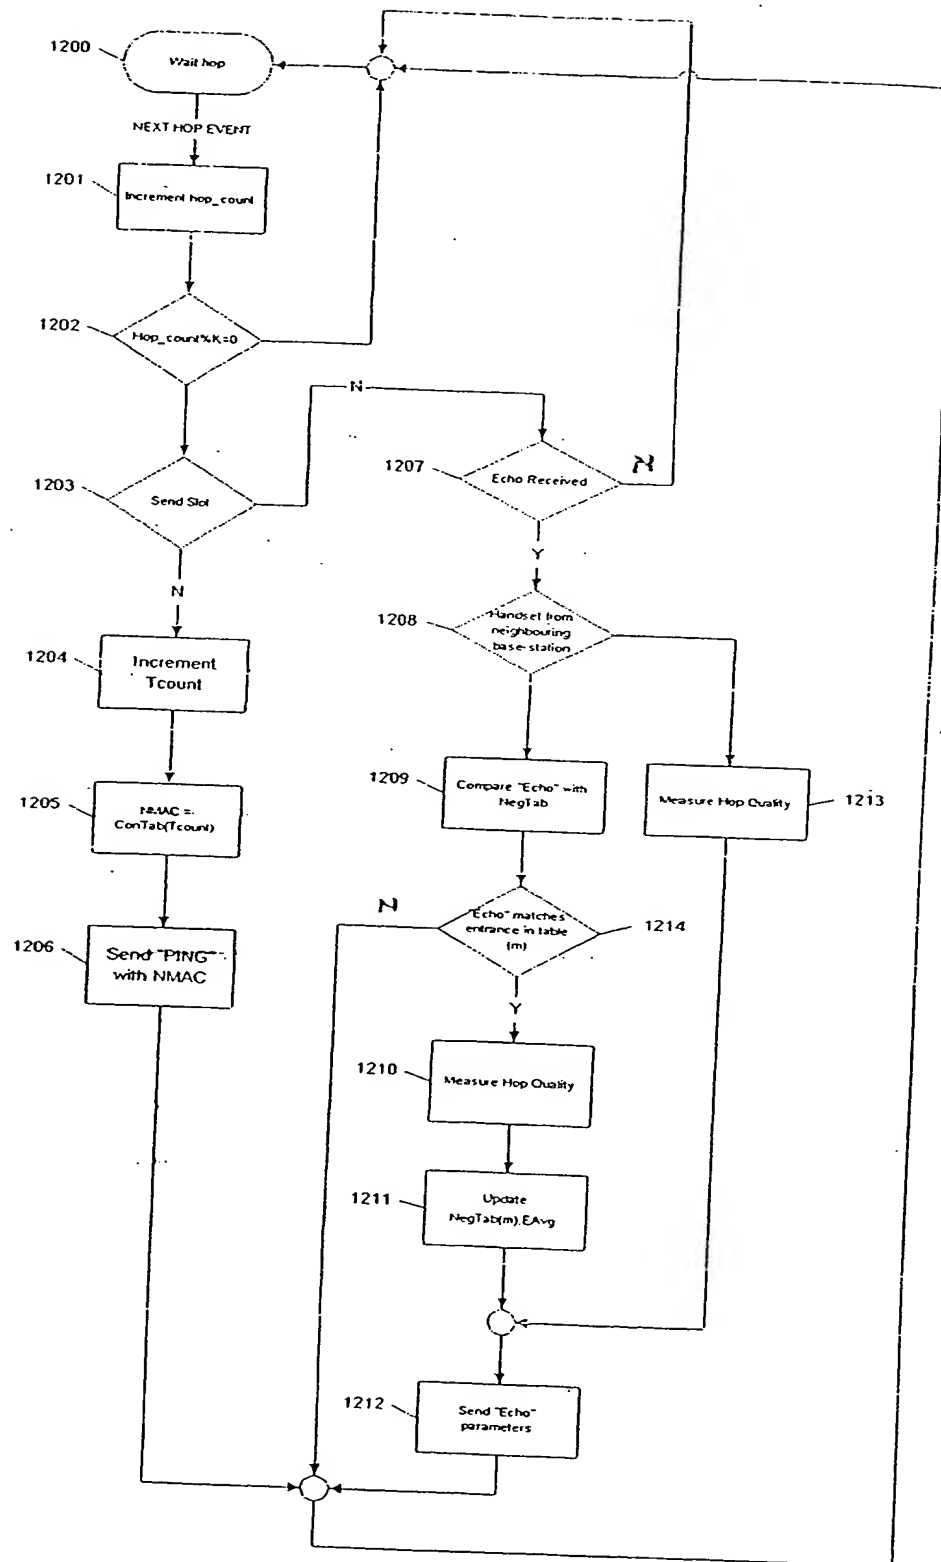 1200
Wait hop
NEXT HOP EVENT
1201
Increment hop_count
1202
Hop_count%K=0
N
1203
Send Slot
1207
Echo Received
N
N
Y
1204
Increment
Tcount
1208
Handset from
neighbouring
base-station
1205
NMAC =
ConTab(Tcount)
1209
Compare "Echo" with
NegTab
Measure Hop Quality
1213
1206
Send "PING"
with NMAC
N
"Echo" matches
entrance in table
(m)
1214
Y
1210
Measure Hop Quality
1211
Update
NegTab(m).EAvg
1212
Send "Echo"
parameters